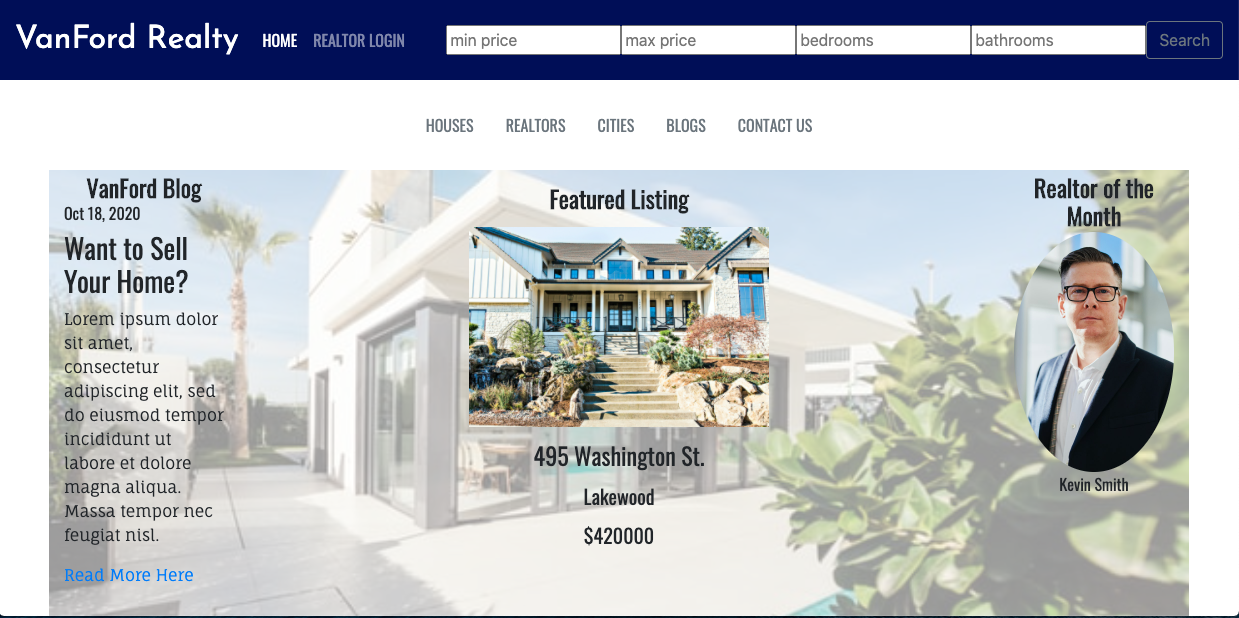 VanFord Realty HOME REALTOR LOGIN min price max price bedrooms bathrooms Search
HOUSES REALTORS CITIES BLOGS CONTACT US
VanFord Blog
Oct 18, 2020
Want to Sell
Your Home?
Lorem ipsum dolor
sit amet,
consectetur
adipiscing elit, sed
do eiusmod tempor
incididunt ut
labore et dolore
magna aliqua.
Massa tempor nec
feugiat nisl.
Read More Here
Featured Listing
495 Washington St.
Lakewood
$420000
Realtor of the
Month
Kevin Smith